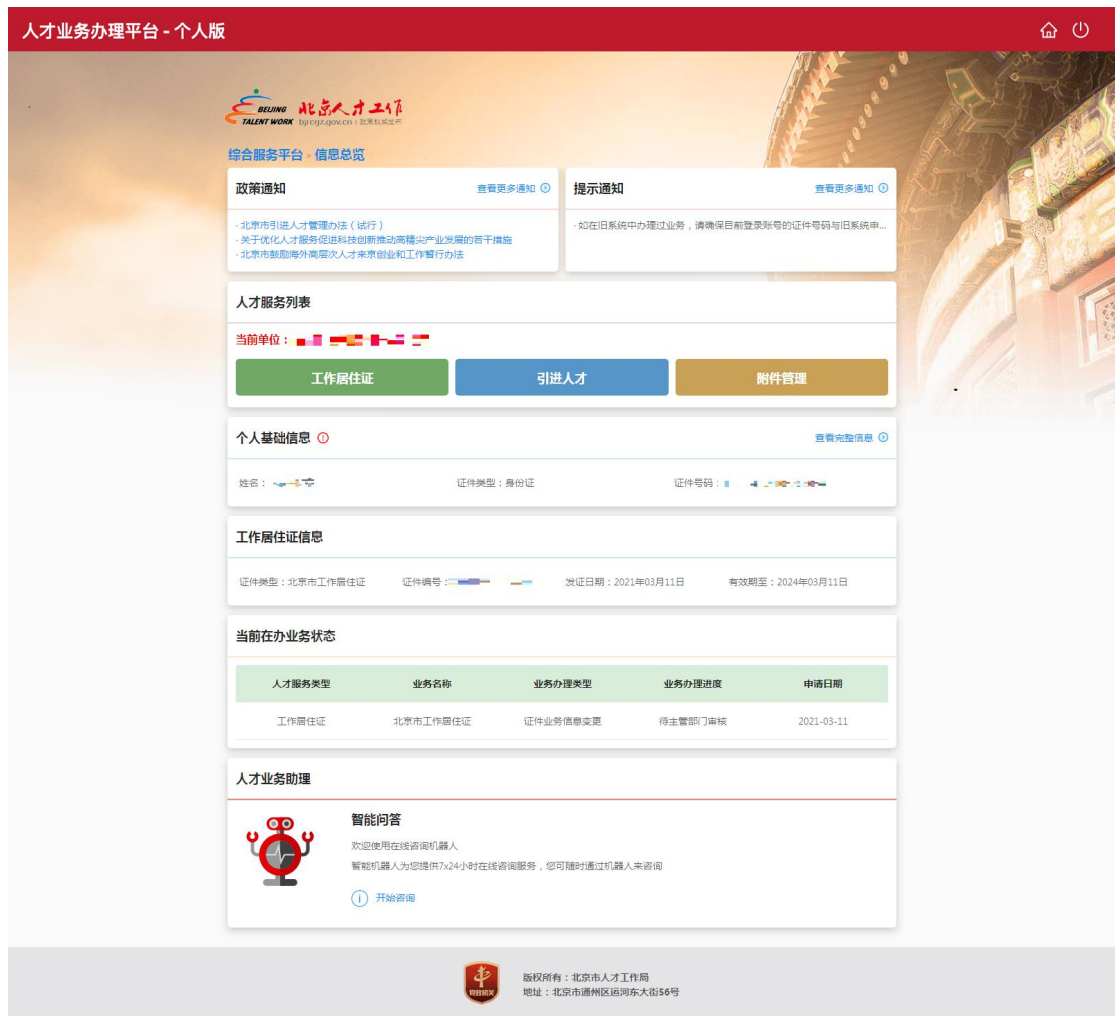 人才业务办理平台 - 个人版
BEIJING
TALENT WORK
北京人才工作
bjrcgz.gov.cn | 政策权威发布
综合服务平台 > 信息总览
政策通知 查看更多通知
· 北京市引进人才管理办法（试行）
· 关于优化人才服务促进科技创新推动高精尖产业发展的若干措施
· 北京市鼓励海外高层次人才来京创业和工作暂行办法
提示通知 查看更多通知
· 如在旧系统中办理过业务，请确保目前登录账号的证件号码与旧系统申...
人才服务列表
当前单位：
工作居住证 引进人才 附件管理
个人基础信息 查看完整信息
姓名： 证件类型：身份证 证件号码：
工作居住证信息
证件类型：北京市工作居住证 证件编号： 发证日期：2021年03月11日 有效期至：2024年03月11日
当前在办业务状态
人才服务类型 业务名称 业务办理类型 业务办理进度 申请日期
工作居住证 北京市工作居住证 证件业务信息变更 待主管部门审核 2021-03-11
人才业务助理
智能问答
欢迎使用在线咨询机器人
智能机器人为您提供7x24小时在线咨询服务，您可随时通过机器人来咨询
开始咨询
党政机关
版权所有：北京市人才工作局
地址：北京市通州区运河东大街56号